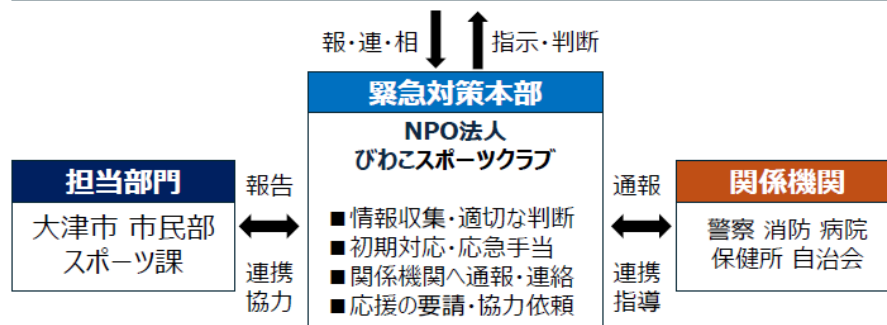 報・連・相
指示・判断
緊急対策本部
NPO法人
びわこスポーツクラブ
■情報収集・適切な判断
■初期対応・応急手当
■関係機関へ通報・連絡
■応援の要請・協力依頼
担当部門
大津市 市民部
スポーツ課
報告
連携
協力
通報
連携
指導
関係機関
警察 消防 病院
保健所 自治会